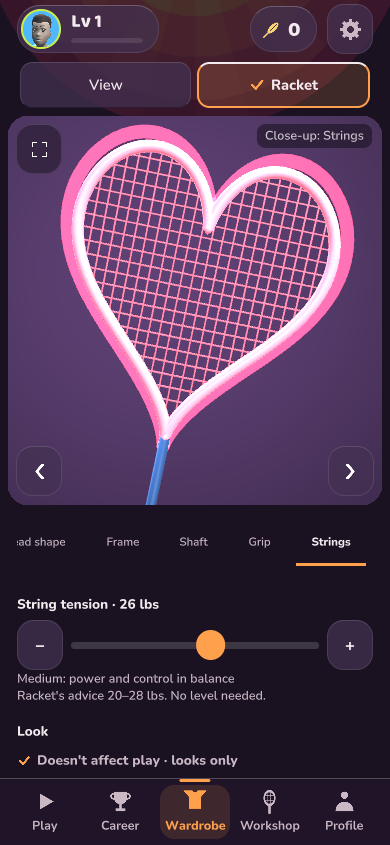 Lv 1
0
View
Racket
Close-up: Strings
ead shape Frame Shaft Grip Strings
String tension · 26 lbs
− +
Medium: power and control in balance
Racket's advice 20–28 lbs. No level needed.
Look
Doesn't affect play · looks only
Play Career Wardrobe Workshop Profile